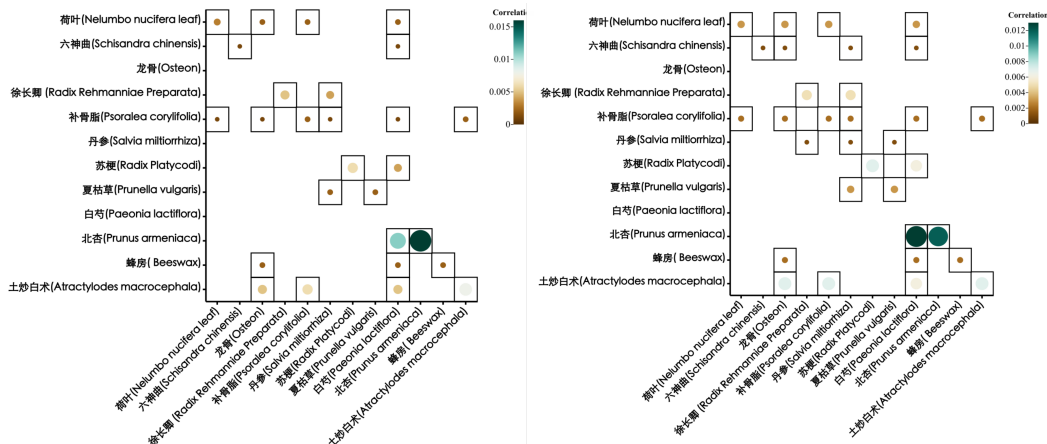 Correlation
0.015
0.01
0.005
荷叶(Nelumbo nucifera leaf)
六神曲(Schisandra chinensis)
龙骨(Osteon)
徐长卿 (Radix Rehmanniae Preparata)
补骨脂(Psoralea corylifolia)
丹参(Salvia miltiorrhiza)
苏梗(Radix Platycodi)
夏枯草(Prunella vulgaris)
白芍(Paeonia lactiflora)
北杏(Prunus armeniaca)
蜂房( Beeswax)
土炒白术(Atractylodes macrocephala)
荷叶(Nelumbo nucifera leaf)
六神曲(Schisandra chinensis)
龙骨(Osteon)
徐长卿 (Radix Rehmanniae Preparata)
补骨脂(Psoralea corylifolia)
丹参(Salvia miltiorrhiza)
苏梗(Radix Platycodi)
夏枯草(Prunella vulgaris)
白芍(Paeonia lactiflora)
北杏(Prunus armeniaca)
蜂房( Beeswax)
土炒白术(Atractylodes macrocephala)
Correlation
0.012
0.01
0.008
0.006
0.004
0.002
0
荷叶(Nelumbo nucifera leaf)
六神曲(Schisandra chinensis)
龙骨(Osteon)
徐长卿 (Radix Rehmanniae Preparata)
补骨脂(Psoralea corylifolia)
丹参(Salvia miltiorrhiza)
苏梗(Radix Platycodi)
夏枯草(Prunella vulgaris)
白芍(Paeonia lactiflora)
北杏(Prunus armeniaca)
蜂房( Beeswax)
土炒白术(Atractylodes macrocephala)
荷叶(Nelumbo nucifera leaf)
六神曲(Schisandra chinensis)
龙骨(Osteon)
徐长卿 (Radix Rehmanniae Preparata)
补骨脂(Psoralea corylifolia)
丹参(Salvia miltiorrhiza)
苏梗(Radix Platycodi)
夏枯草(Prunella vulgaris)
白芍(Paeonia lactiflora)
北杏(Prunus armeniaca)
蜂房( Beeswax)
土炒白术(Atractylodes macrocephala)